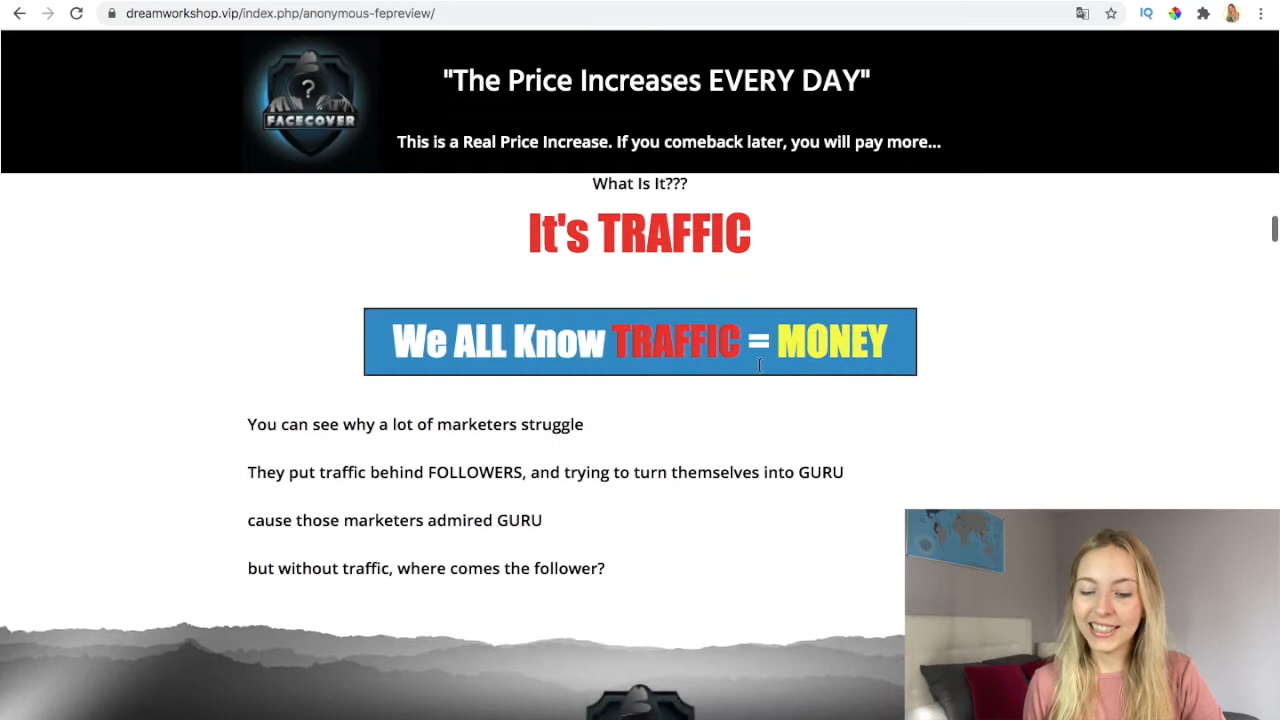 dreamworkshop.vip/index.php/anonymous-fepreview/
IQ
?
FACECOVER
"The Price Increases EVERY DAY"
This is a Real Price Increase. If you comeback later, you will pay more...
What Is It???
It's TRAFFIC
We ALL Know TRAFFIC = MONEY
You can see why a lot of marketers struggle
They put traffic behind FOLLOWERS, and trying to turn themselves into GURU
cause those marketers admired GURU
but without traffic, where comes the follower?